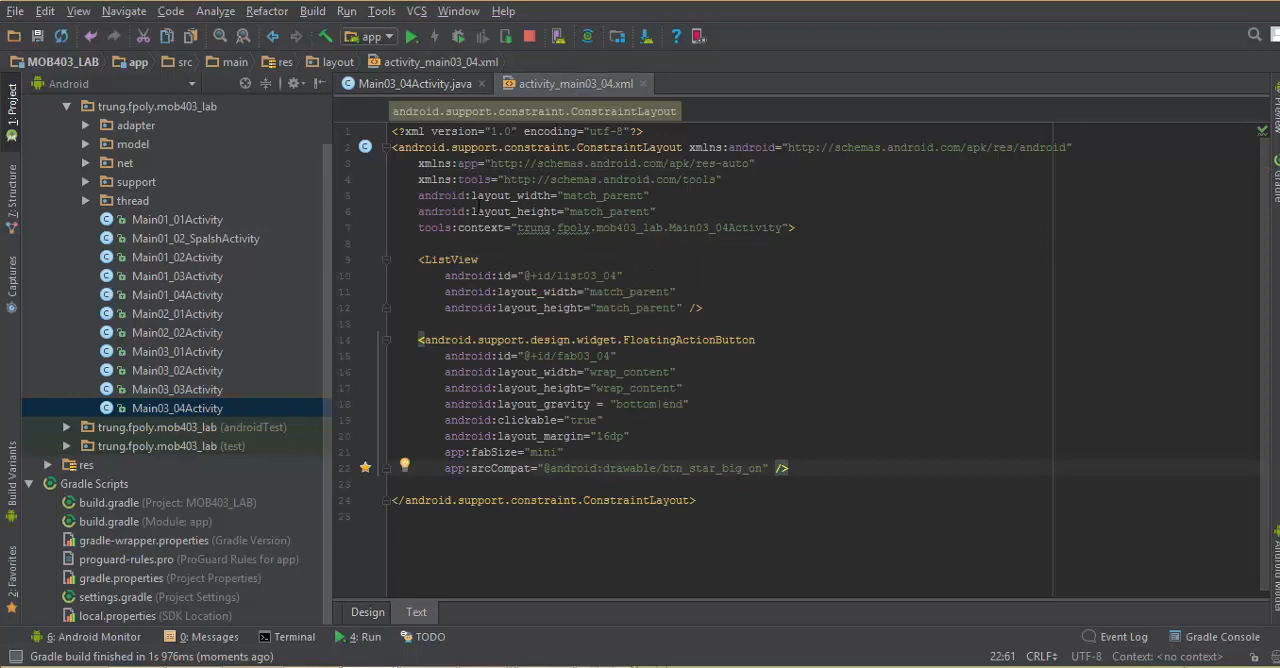 File Edit View Navigate Code Analyze Refactor Build Run Tools VCS Window Help
app
MOB403_LAB app src main res layout activity_main03_04.xml
Android
Main03_04Activity.java activity_main03_04.xml
1: Project
7: Structure
Captures
Build Variants
2: Favorites
trung.fpoly.mob403_lab
adapter
model
net
support
thread
Main01_01Activity
Main01_02_SpalshActivity
Main01_02Activity
Main01_03Activity
Main01_04Activity
Main02_01Activity
Main02_02Activity
Main03_01Activity
Main03_02Activity
Main03_03Activity
Main03_04Activity
trung.fpoly.mob403_lab (androidTest)
trung.fpoly.mob403_lab (test)
res
Gradle Scripts
build.gradle (Project: MOB403_LAB)
build.gradle (Module: app)
gradle-wrapper.properties (Gradle Version)
proguard-rules.pro (ProGuard Rules for app)
gradle.properties (Project Properties)
settings.gradle (Project Settings)
local.properties (SDK Location)
android.support.constraint.ConstraintLayout
1 <?xml version="1.0" encoding="utf-8"?>
2 <android.support.constraint.ConstraintLayout xmlns:android="http://schemas.android.com/apk/res/android"
3 xmlns:app="http://schemas.android.com/apk/res-auto"
4 xmlns:tools="http://schemas.android.com/tools"
5 android:layout_width="match_parent"
6 android:layout_height="match_parent"
7 tools:context="trung.fpoly.mob403_lab.Main03_04Activity">
8
9 <ListView
10 android:id="@+id/list03_04"
11 android:layout_width="match_parent"
12 android:layout_height="match_parent" />
13
14 <android.support.design.widget.FloatingActionButton
15 android:id="@+id/fab03_04"
16 android:layout_width="wrap_content"
17 android:layout_height="wrap_content"
18 android:layout_gravity = "bottom|end"
19 android:clickable="true"
20 android:layout_margin="16dp"
21 app:fabSize="mini"
22 app:srcCompat="@android:drawable/btn_star_big_on" />
23
24 </android.support.constraint.ConstraintLayout>
25
Design Text
6: Android Monitor 0: Messages Terminal 4: Run TODO Event Log Gradle Console
Gradle build finished in 1s 976ms (moments ago) 22:61 CRLF UTF-8 Context: <no context>